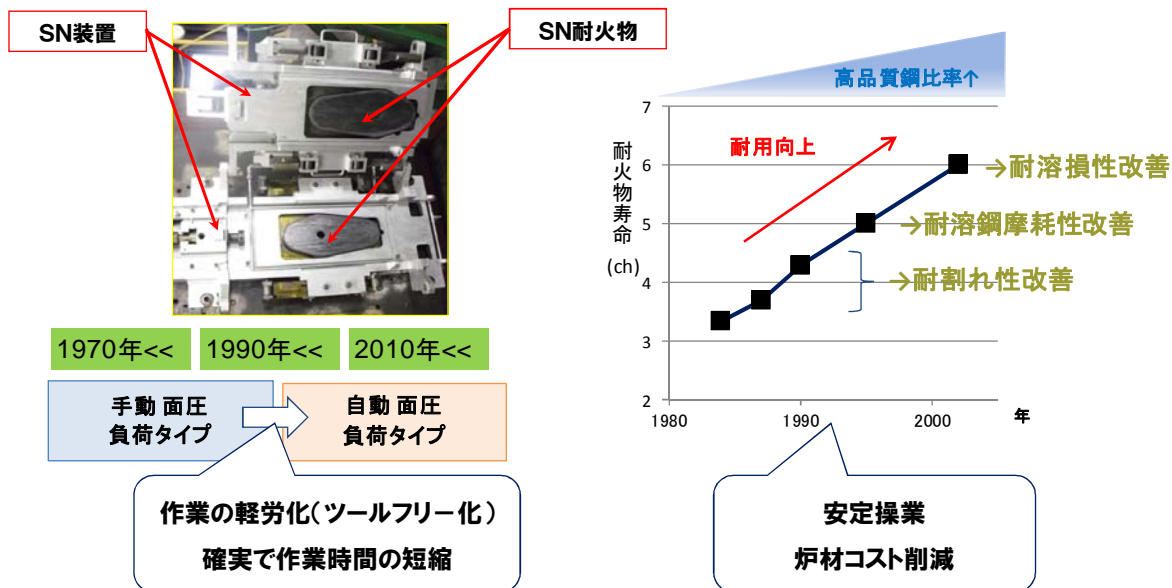 SN装置
SN耐火物
1970年<<
1990年<<
2010年<<
手動 面圧
負荷タイプ
自動 面圧
負荷タイプ
作業の軽労化(ツールフリー化)
確実で作業時間の短縮
高品質鋼比率↑
耐火物寿命
(ch)
7
6
5
4
3
2
耐用向上
→耐溶損性改善
→耐溶鋼摩耗性改善
→耐割れ性改善
1980
1990
2000
年
安定操業
炉材コスト削減